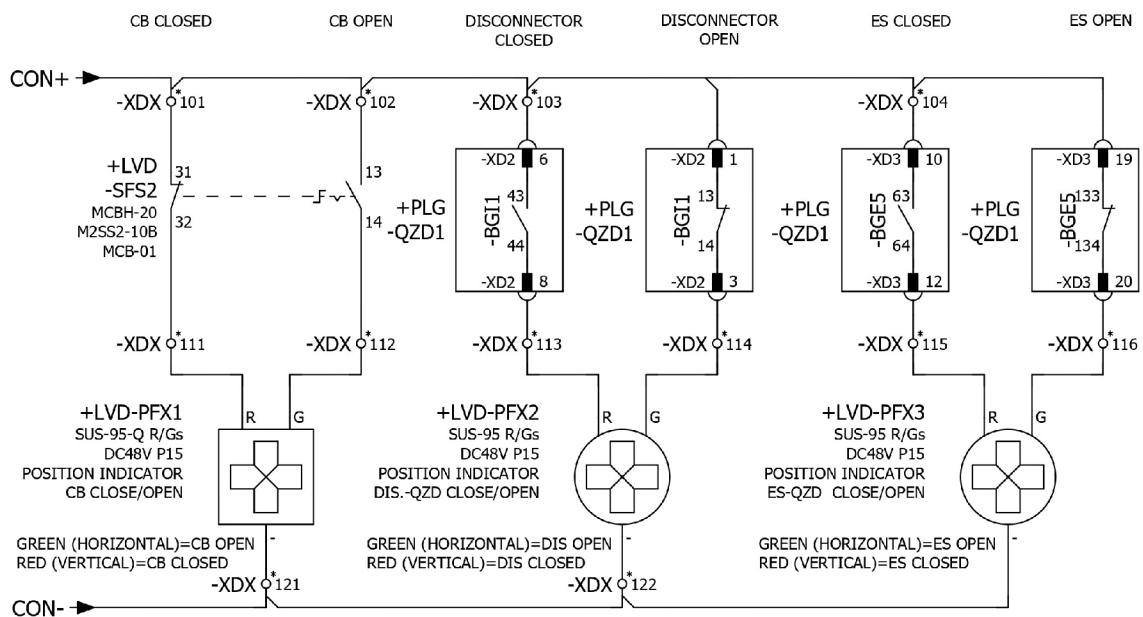 CB CLOSED
CB OPEN
DISCONNECTOR
CLOSED
DISCONNECTOR
OPEN
ES CLOSED
ES OPEN
CON+
-XDX * 101
-XDX * 102
-XDX * 103
-XDX * 104
+LVD
-SFS2
MCBH-20
M2SS2-10B
MCB-01
31
32
13
14
+PLG
-QZD1
-XD2 6
-BGI1
43
44
-XD2 8
+PLG
-QZD1
-XD2 1
-BGI1
13
14
-XD2 3
+PLG
-QZD1
-XD3 10
-BGE5
63
64
-XD3 12
+PLG
-QZD1
-XD3 19
-BGE5
133
134
-XD3 20
-XDX * 111
-XDX * 112
-XDX * 113
-XDX * 114
-XDX * 115
-XDX * 116
+LVD-PFX1
SUS-95-Q R/Gs
DC48V P15
POSITION INDICATOR
CB CLOSE/OPEN
R
G
-
+LVD-PFX2
SUS-95 R/Gs
DC48V P15
POSITION INDICATOR
DIS.-QZD CLOSE/OPEN
R
G
-
+LVD-PFX3
SUS-95 R/Gs
DC48V P15
POSITION INDICATOR
ES-QZD CLOSE/OPEN
R
G
-
GREEN (HORIZONTAL)=CB OPEN
RED (VERTICAL)=CB CLOSED
GREEN (HORIZONTAL)=DIS OPEN
RED (VERTICAL)=DIS CLOSED
GREEN (HORIZONTAL)=ES OPEN
RED (VERTICAL)=ES CLOSED
-XDX * 121
-XDX * 122
CON-